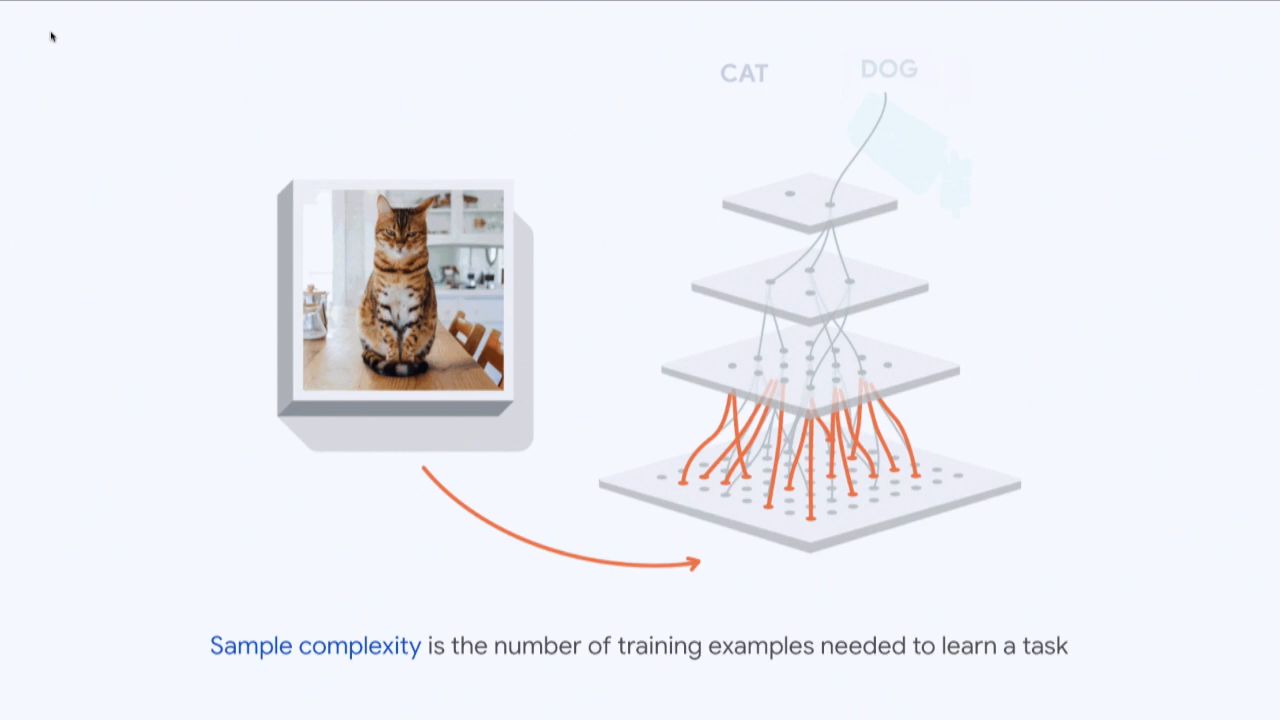 CAT
DOG
Sample complexity is the number of training examples needed to learn a task